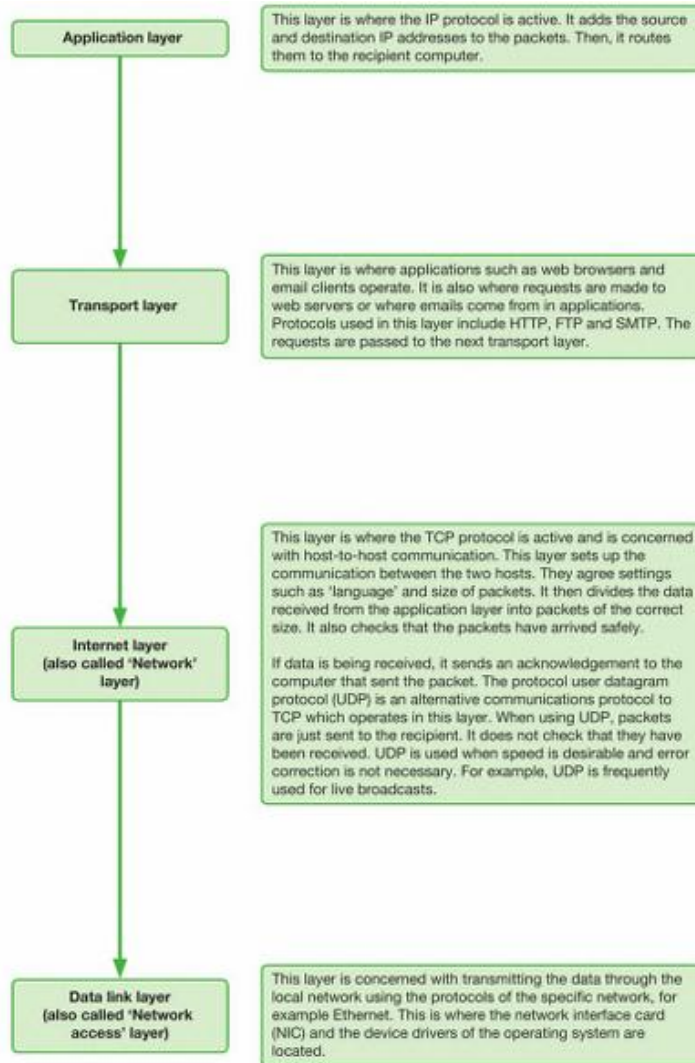 Application layer
This layer is where the IP protocol is active. It adds the source
and destination IP addresses to the packets. Then, it routes
them to the recipient computer.
Transport layer
This layer is where applications such as web browsers and
email clients operate. It is also where requests are made to
web servers or where emails come from in applications.
Protocols used in this layer include HTTP, FTP and SMTP. The
requests are passed to the next transport layer.
Internet layer
(also called ‘Network’
layer)
This layer is where the TCP protocol is active and is concerned
with host-to-host communication. This layer sets up the
communication between the two hosts. They agree settings
such as ‘language’ and size of packets. It then divides the data
received from the application layer into packets of the correct
size. It also checks that the packets have arrived safely.
If data is being received, it sends an acknowledgement to the
computer that sent the packet. The protocol user datagram
protocol (UDP) is an alternative communications protocol to
TCP which operates in this layer. When using UDP, packets
are just sent to the recipient. It does not check that they have
been received. UDP is used when speed is desirable and error
correction is not necessary. For example, UDP is frequently
used for live broadcasts.
Data link layer
(also called ‘Network
access’ layer)
This layer is concerned with transmitting the data through the
local network using the protocols of the specific network, for
example Ethernet. This is where the network interface card
(NIC) and the device drivers of the operating system are
located.